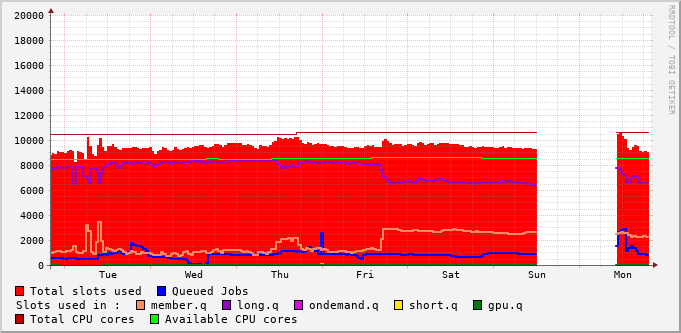 20000
18000
16000
14000
12000
10000
8000
6000
4000
2000
0
Tue Wed Thu Fri Sat Sun Mon
RRDTOOL / TOBI OETIKER
Total slots used Queued Jobs
Slots used in : member.q long.q ondemand.q short.q gpu.q
Total CPU cores Available CPU cores